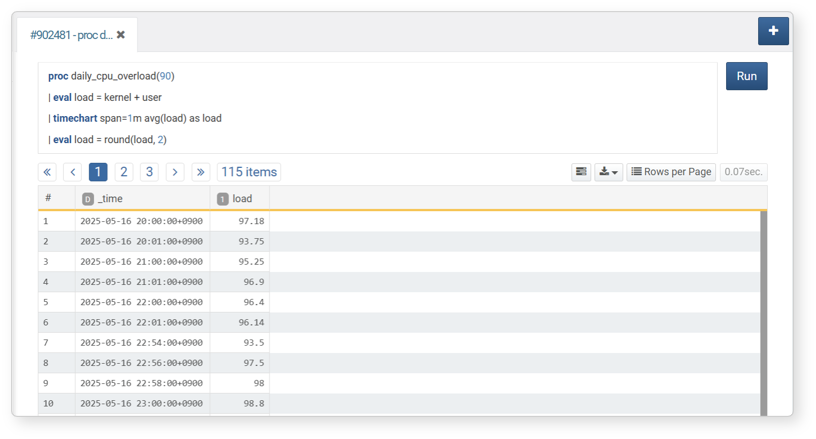 #902481 - proc d... ✖
+
proc daily_cpu_overload(90)
| eval load = kernel + user
| timechart span=1m avg(load) as load
| eval load = round(load, 2)
Run
« ‹ 1 2 3 › » 115 items
Rows per Page 0.07sec.
# D _time 1 load
1 2025-05-16 20:00:00+0900 97.18
2 2025-05-16 20:01:00+0900 93.75
3 2025-05-16 21:00:00+0900 95.25
4 2025-05-16 21:01:00+0900 96.9
5 2025-05-16 22:00:00+0900 96.4
6 2025-05-16 22:01:00+0900 96.14
7 2025-05-16 22:54:00+0900 93.5
8 2025-05-16 22:56:00+0900 97.5
9 2025-05-16 22:58:00+0900 98
10 2025-05-16 23:00:00+0900 98.8